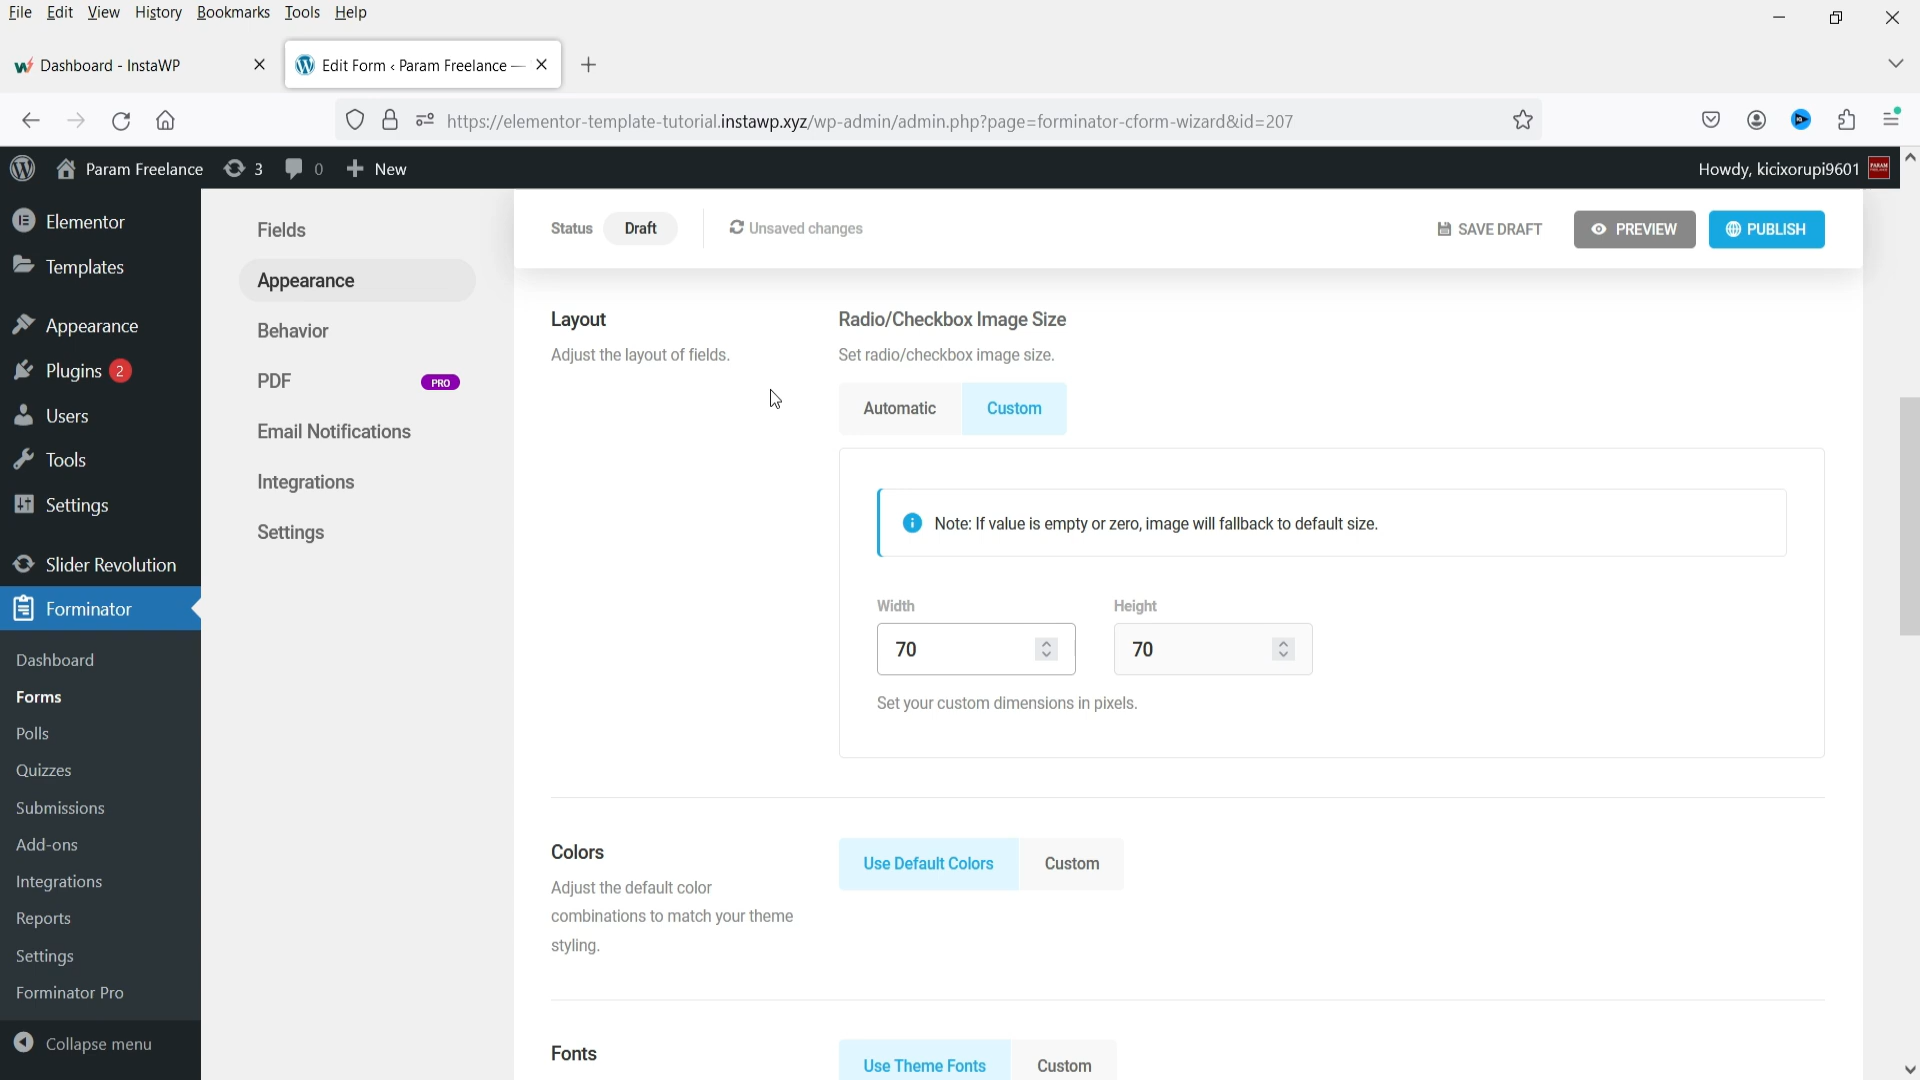 File Edit View History Bookmarks Tools Help
Dashboard - InstaWP
Edit Form ‹ Param Freelance —
https://elementor-template-tutorial.instawp.xyz/wp-admin/admin.php?page=forminator-cform-wizard&id=207
Param Freelance 3 0 New
Howdy, kicixorupi9601
Elementor
Templates
Appearance
Plugins 2
Users
Tools
Settings
Slider Revolution
Forminator
Dashboard
Forms
Polls
Quizzes
Submissions
Add-ons
Integrations
Reports
Settings
Forminator Pro
Collapse menu
Fields
Appearance
Behavior
PDF PRO
Email Notifications
Integrations
Settings
Status Draft Unsaved changes SAVE DRAFT PREVIEW PUBLISH
Layout
Adjust the layout of fields.
Radio/Checkbox Image Size
Set radio/checkbox image size.
Automatic Custom
Note: If value is empty or zero, image will fallback to default size.
Width Height
70 70
Set your custom dimensions in pixels.
Colors
Adjust the default color
combinations to match your theme
styling.
Use Default Colors Custom
Fonts
Use Theme Fonts Custom